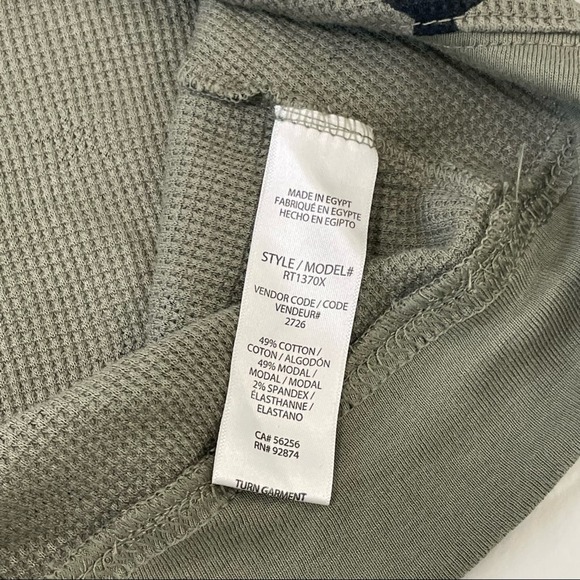 MADE IN EGYPT
FABRIQUÉ EN EGYPTE
HECHO EN EGIPTO
STYLE / MODEL#
RT1370X
VENDOR CODE / CODE
VENDEUR#
2726
49% COTTON /
COTON / ALGODÓN
49% MODAL /
MODAL / MODAL
2% SPANDEX /
ELASTHANNE /
ELASTANO
CA# 56256
RN# 92874
TURN GARMENT